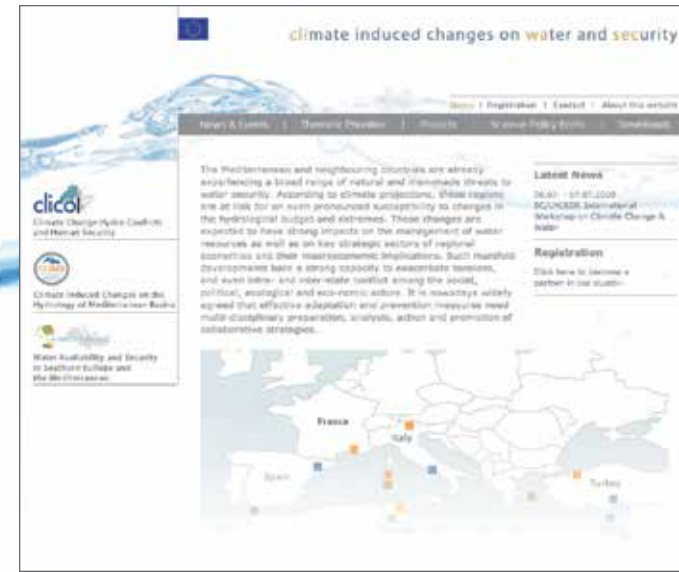 climate induced changes on water and security
Home | Registration | Contact | About this website
News & Events | Thematic Priorities | Projects | Science-Policy Briefs | Downloads
clico
Climate Change Hydro-Conflicts
and Human Security
CLIMB
Climate Induced Changes on the
Hydrology of Mediterranean Basins
Water Availability and Security
in Southern Europe and
the Mediterranean
The Mediterranean and neighbouring countries are already
experiencing a broad range of natural and manmade threats to
water security. According to climate projections, these regions
are at risk for an even pronounced susceptibility to changes in
the hydrological budget and extremes. These changes are
expected to have strong impacts on the management of water
resources as well as on key strategic sectors of regional
economies and their macroeconomic implications. Such manifold
developments have a strong capacity to exacerbate tensions,
and even intra- and inter-state conflict among the social,
political, ecological and eco-nomic actors. It is nowadays widely
agreed that effective adaptation and prevention measures need
multi-disciplinary preparation, analysis, action and promotion of
collaborative strategies.
Latest News
International
Workshop on Climate Change &
Water
Registration
Click here to become a
partner in our cluster
France
Italy
Spain
Turkey